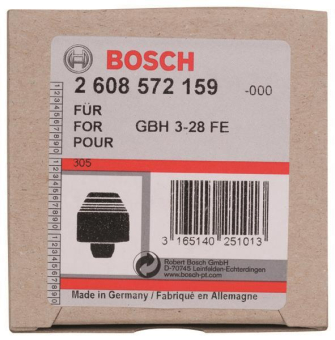 BOSCH
2 608 572 159 -000
FÜR
FOR GBH 3-28 FE
POUR
305
3 165140 251013
Robert Bosch GmbH
D-70745 Leinfelden-Echterdingen
www.bosch-pt.com
Made in Germany / Fabriqué en Allemagne